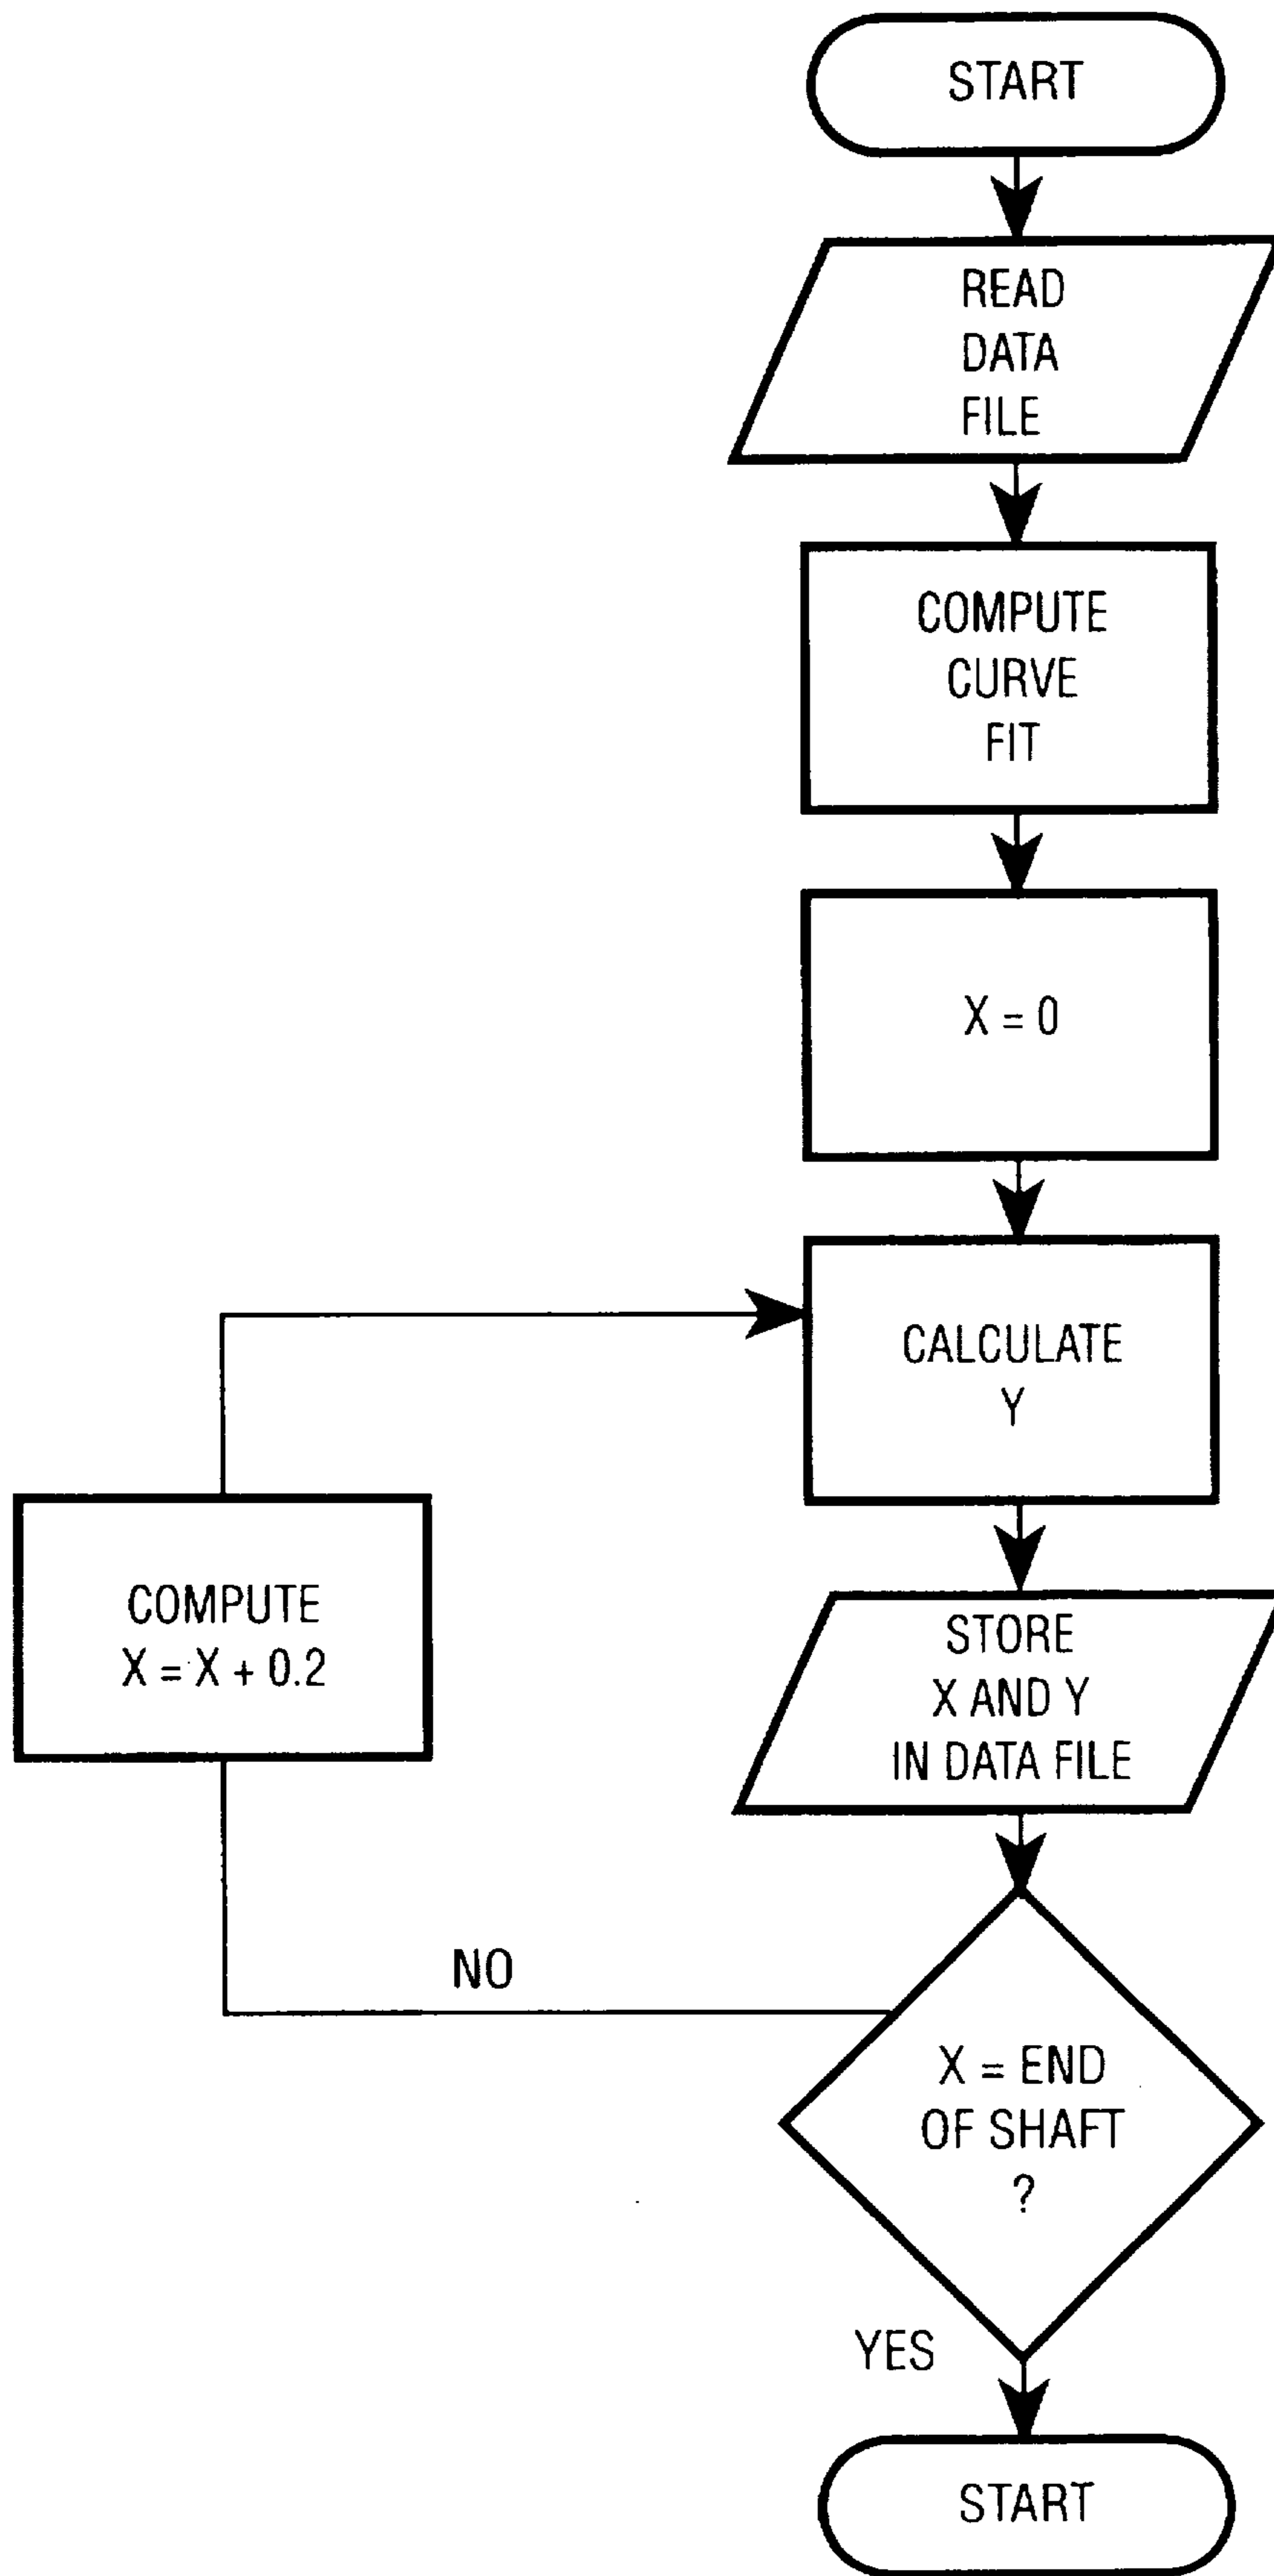 START
READ
DATA
FILE
COMPUTE
CURVE
FIT
X = 0
CALCULATE
Y
COMPUTE
X = X + 0.2
STORE
X AND Y
IN DATA FILE
NO
X = END
OF SHAFT
?
YES
START